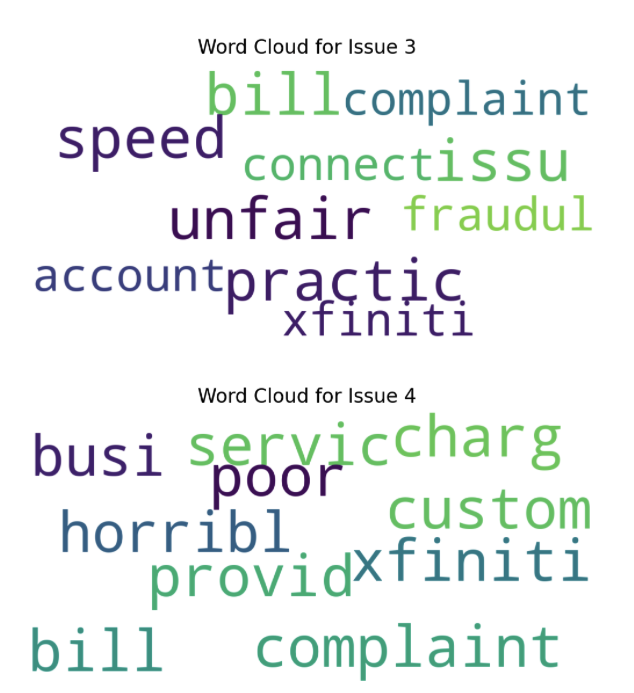 Word Cloud for Issue 3
bill complaint
speed
connect issu
unfair fraudul
account practic
xfiniti
Word Cloud for Issue 4
busi servic charg
poor
custom
horribl
provid xfiniti
bill complaint